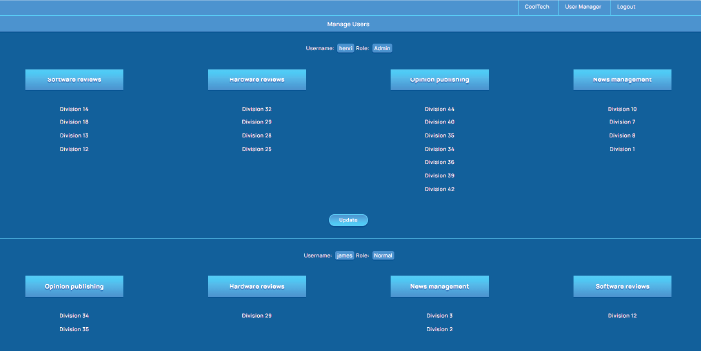 CoolTech User Manager Logout
Manage Users
Username: henri Role: Admin
Software reviews Hardware reviews Opinion publishing News management
Division 14 Division 32 Division 44 Division 10
Division 18 Division 29 Division 40 Division 7
Division 13 Division 28 Division 35 Division 8
Division 12 Division 25 Division 34 Division 1
Division 36
Division 39
Division 42
Update
Username: james Role: Normal
Opinion publishing Hardware reviews News management Software reviews
Division 34 Division 29 Division 3 Division 12
Division 35 Division 2